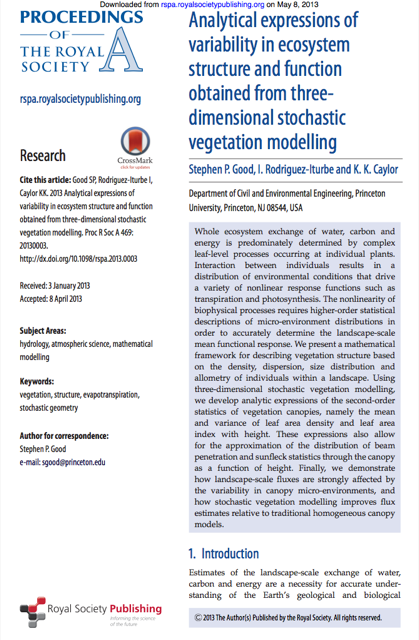 Downloaded from rspa.royalsocietypublishing.org on May 8, 2013
PROCEEDINGS
OF
THE ROYAL
SOCIETY
A
rspa.royalsocietypublishing.org
Research
CrossMark
click for updates
Cite this article: Good SP, Rodriguez-Iturbe I,
Caylor KK. 2013 Analytical expressions of
variability in ecosystem structure and function
obtained from three-dimensional stochastic
vegetation modelling. Proc R Soc A 469:
20130003.
http://dx.doi.org/10.1098/rspa.2013.0003
Received: 3 January 2013
Accepted: 8 April 2013
Subject Areas:
hydrology, atmospheric science, mathematical
modelling
Keywords:
vegetation, structure, evapotranspiration,
stochastic geometry
Author for correspondence:
Stephen P. Good
e-mail: sgood@princeton.edu
Royal Society Publishing
Informing the science
of the future
Analytical expressions of
variability in ecosystem
structure and function
obtained from three-
dimensional stochastic
vegetation modelling
Stephen P. Good, I. Rodriguez-Iturbe and K. K. Caylor
Department of Civil and Environmental Engineering, Princeton
University, Princeton, NJ 08544, USA
Whole ecosystem exchange of water, carbon and
energy is predominately determined by complex
leaf-level processes occurring at individual plants.
Interaction between individuals results in a
distribution of environmental conditions that drive
a variety of nonlinear response functions such as
transpiration and photosynthesis. The nonlinearity of
biophysical processes requires higher-order statistical
descriptions of micro-environment distributions in
order to accurately determine the landscape-scale
mean functional response. We present a mathematical
framework for describing vegetation structure based
on the density, dispersion, size distribution and
allometry of individuals within a landscape. Using
three-dimensional stochastic vegetation modelling,
we develop analytic expressions of the second-order
statistics of vegetation canopies, namely the mean
and variance of leaf area density and leaf area
index with height. These expressions also allow
for the approximation of the distribution of beam
penetration and sunfleck statistics through the canopy
as a function of height. Finally, we demonstrate
how landscape-scale fluxes are strongly affected by
the variability in canopy micro-environments, and
how stochastic vegetation modelling improves flux
estimates relative to traditional homogeneous canopy
models.
1. Introduction
Estimates of the landscape-scale exchange of water,
carbon and energy are a necessity for accurate under-
standing of the Earth's geological and biological
© 2013 The Author(s) Published by the Royal Society. All rights reserved.